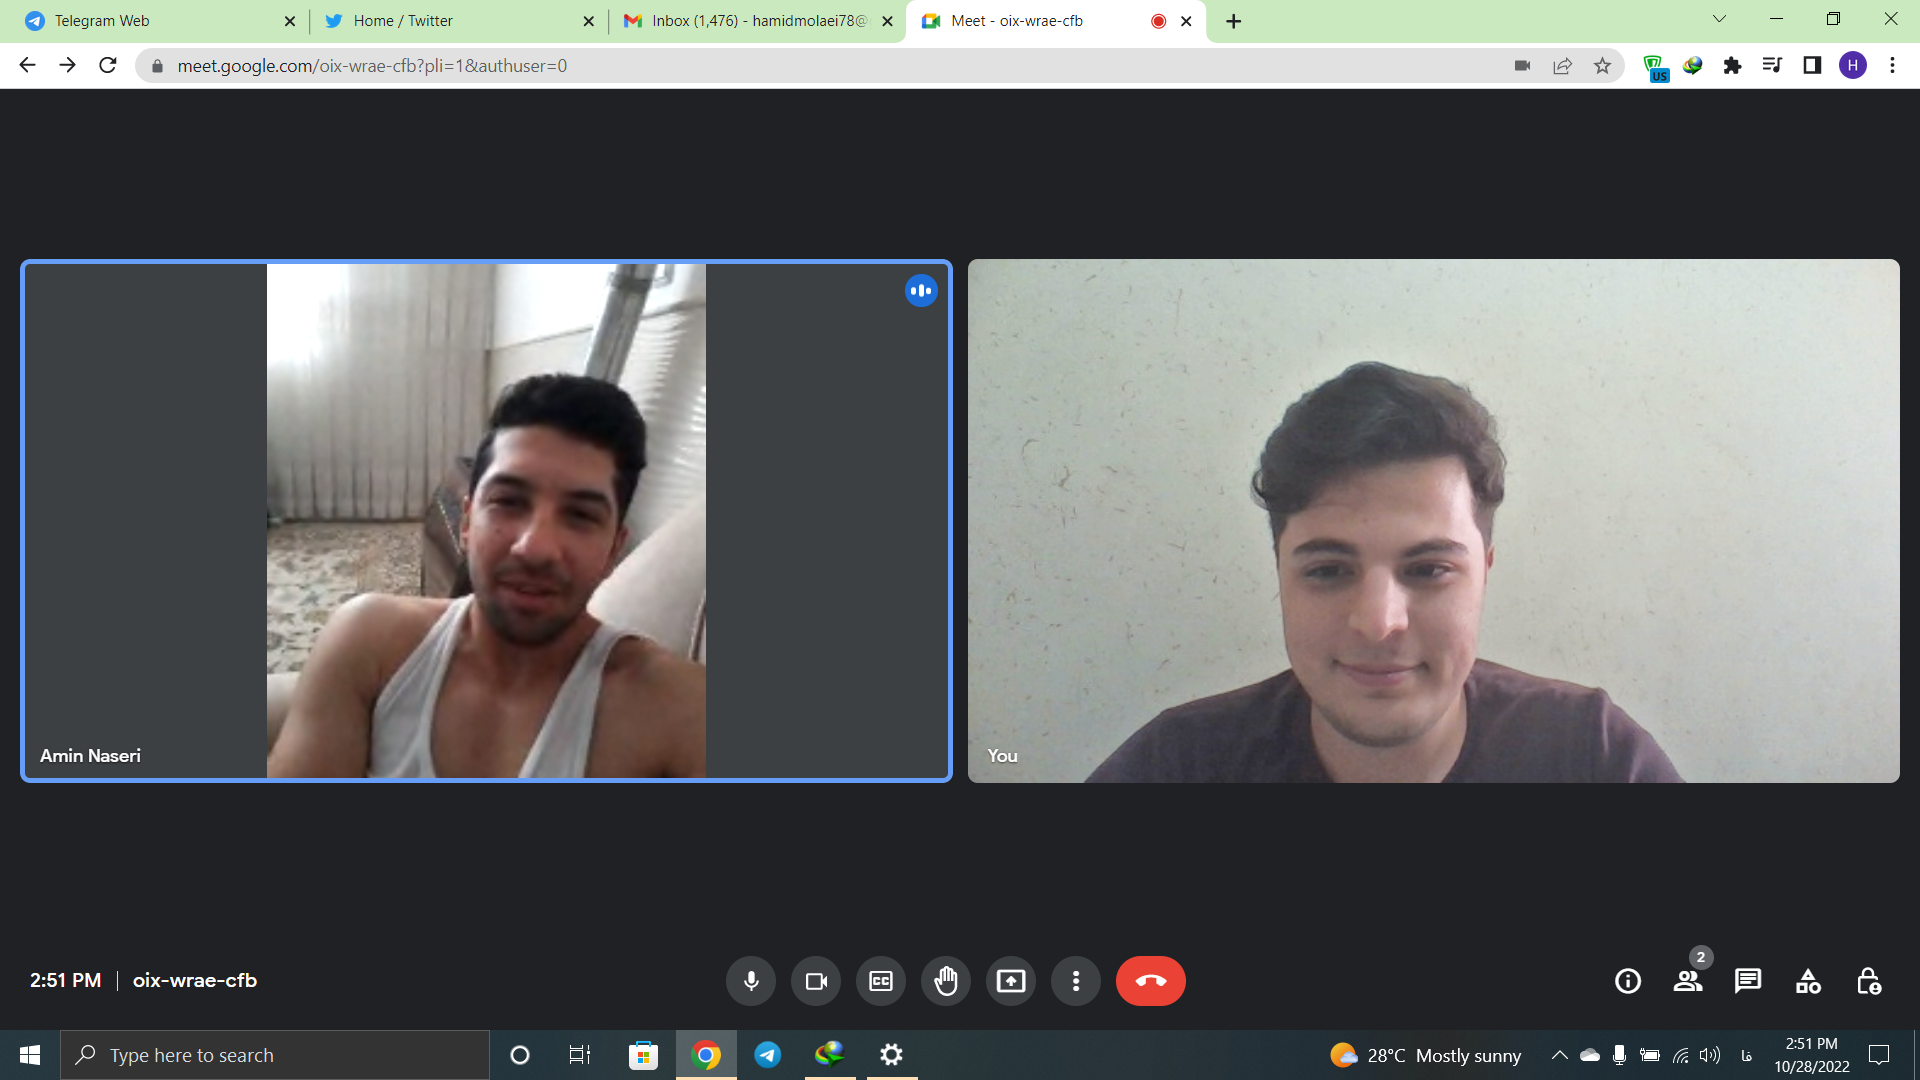 Telegram Web
Home / Twitter
Inbox (1,476) - hamidmolaei78@
Meet - oix-wrae-cfb
meet.google.com/oix-wrae-cfb?pli=1&authuser=0
US
H
Amin Naseri
You
2:51 PM | oix-wrae-cfb
CC
2
Type here to search
28°C Mostly sunny
فا
2:51 PM
10/28/2022